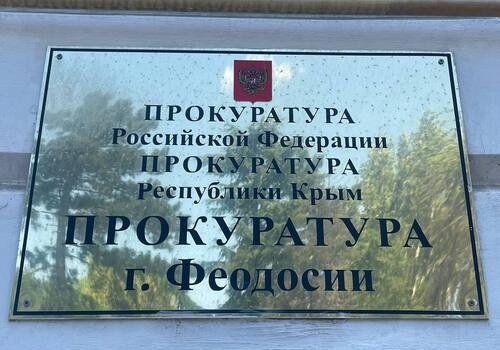 ПРОКУРАТУРА
Российской Федерации
ПРОКУРАТУРА
Республики Крым
ПРОКУРАТУРА
г. Феодосии